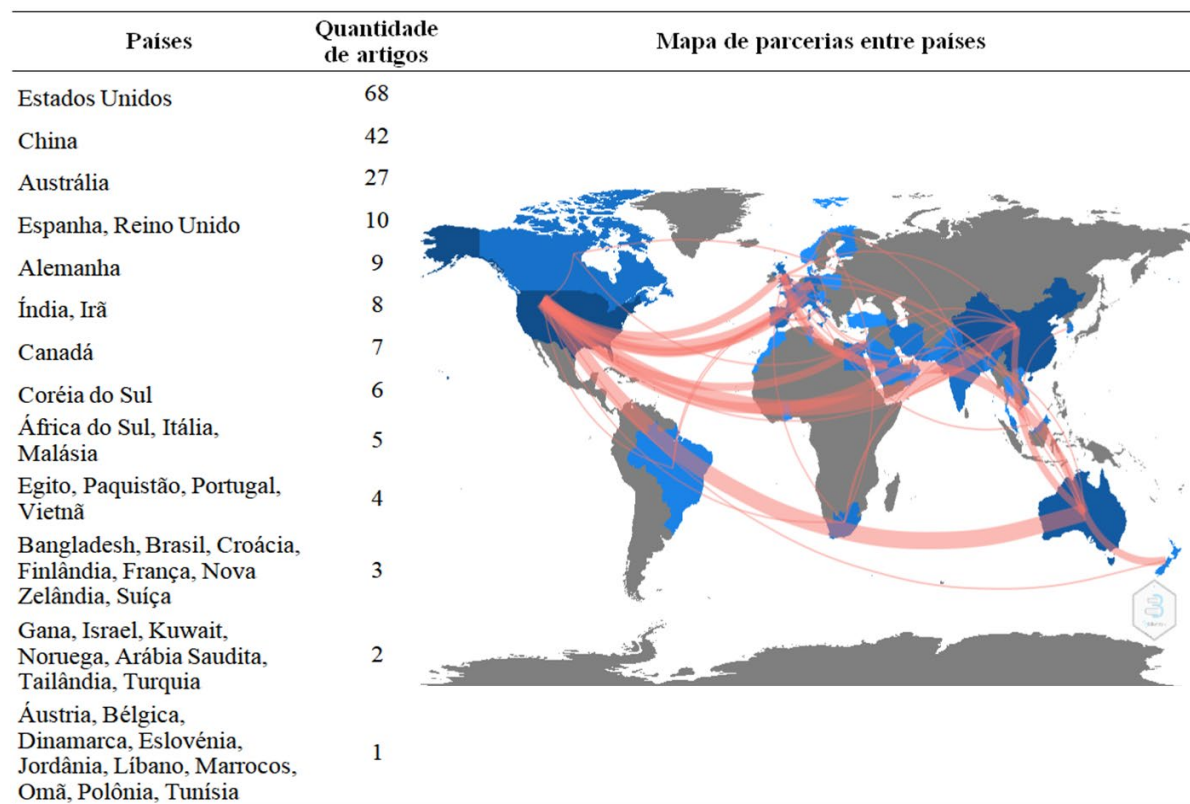 Países
Quantidade
de artigos
Mapa de parcerias entre países
Estados Unidos 68
China 42
Austrália 27
Espanha, Reino Unido 10
Alemanha 9
Índia, Irã 8
Canadá 7
Coréia do Sul 6
África do Sul, Itália,
Malásia 5
Egito, Paquistão, Portugal,
Vietnã 4
Bangladesh, Brasil, Croácia,
Finlândia, França, Nova
Zelândia, Suíça 3
Gana, Israel, Kuwait,
Noruega, Arábia Saudita,
Tailândia, Turquia 2
Áustria, Bélgica,
Dinamarca, Eslovénia,
Jordânia, Líbano, Marrocos,
Omã, Polônia, Tunísia 1